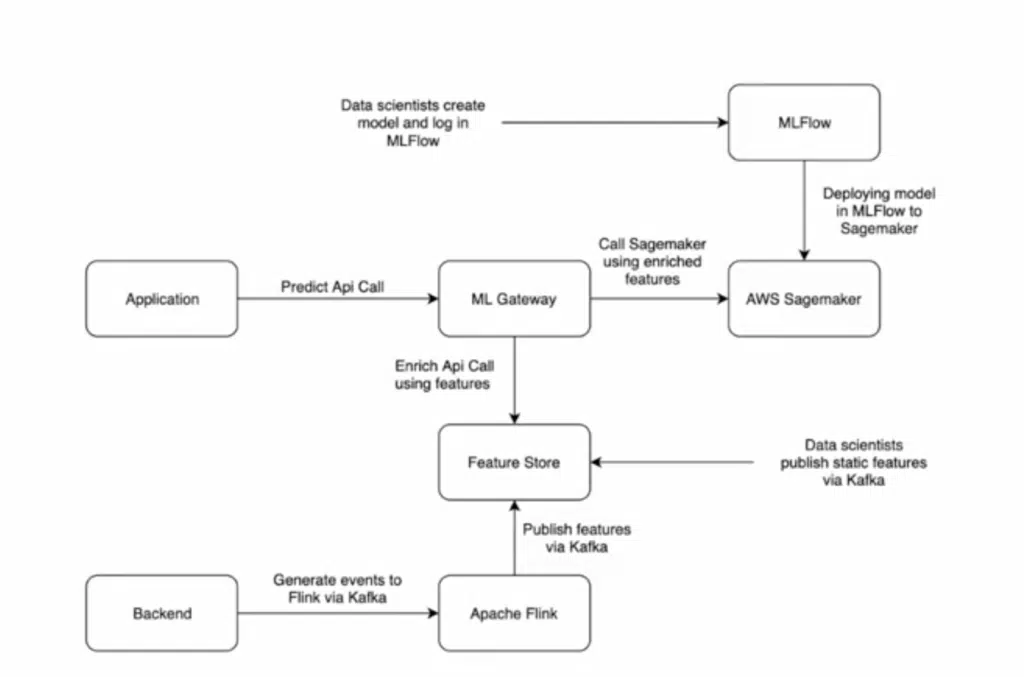 Data scientists create
model and log in
MLFlow
MLFlow
Deploying model
in MLFlow to
Sagemaker
Call Sagemaker
using enriched
features
Application
Predict Api Call
ML Gateway
AWS Sagemaker
Enrich Api Call
using features
Feature Store
Data scientists
publish static features
via Kafka
Publish features
via Kafka
Generate events to
Flink via Kafka
Backend
Apache Flink